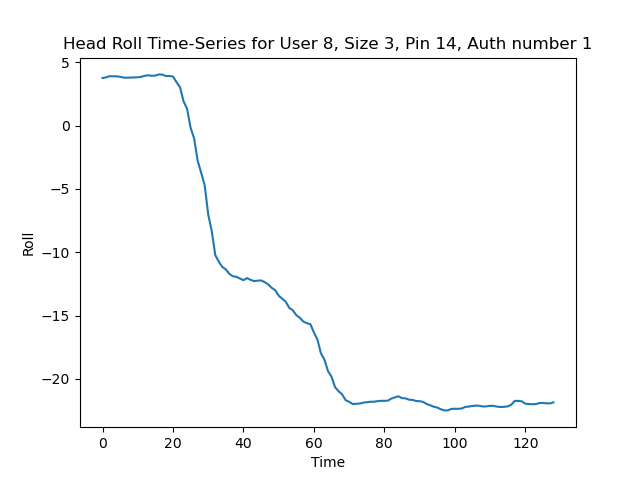 Head Roll Time-Series for User 8, Size 3, Pin 14, Auth number 1
5
0
−5
−10
−15
−20
Roll
0 20 40 60 80 100 120
Time